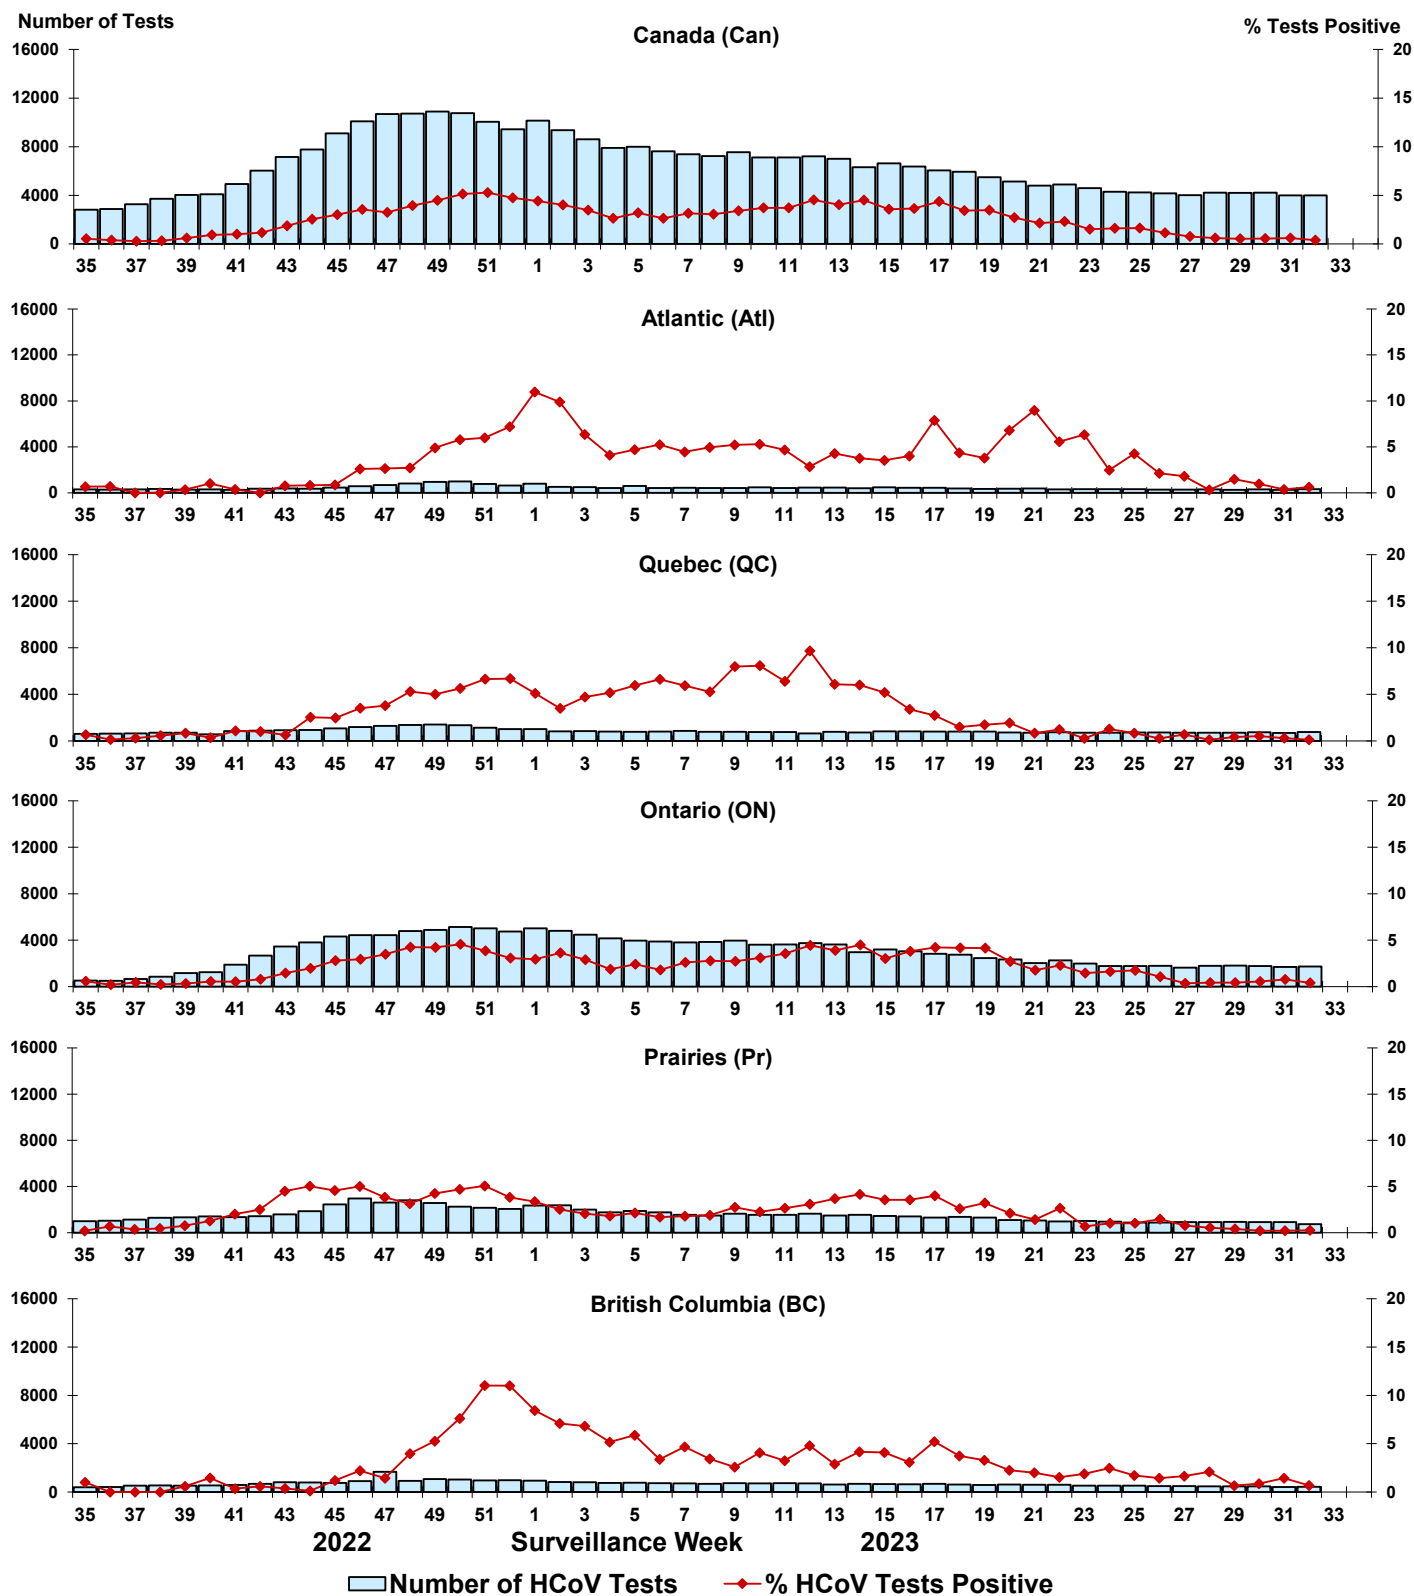 Number of Tests
Canada (Can)
% Tests Positive
16000 20
12000 15
8000 10
4000 5
0 0
35 37 39 41 43 45 47 49 51 1 3 5 7 9 11 13 15 17 19 21 23 25 27 29 31 33
Atlantic (Atl)
16000 20
12000 15
8000 10
4000 5
0 0
35 37 39 41 43 45 47 49 51 1 3 5 7 9 11 13 15 17 19 21 23 25 27 29 31 33
Quebec (QC)
16000 20
12000 15
8000 10
4000 5
0 0
35 37 39 41 43 45 47 49 51 1 3 5 7 9 11 13 15 17 19 21 23 25 27 29 31 33
Ontario (ON)
16000 20
12000 15
8000 10
4000 5
0 0
35 37 39 41 43 45 47 49 51 1 3 5 7 9 11 13 15 17 19 21 23 25 27 29 31 33
Prairies (Pr)
16000 20
12000 15
8000 10
4000 5
0 0
35 37 39 41 43 45 47 49 51 1 3 5 7 9 11 13 15 17 19 21 23 25 27 29 31 33
British Columbia (BC)
16000 20
12000 15
8000 10
4000 5
0 0
35 37 39 41 43 45 47 49 51 1 3 5 7 9 11 13 15 17 19 21 23 25 27 29 31 33
2022 Surveillance Week 2023
Number of HCoV Tests % HCoV Tests Positive